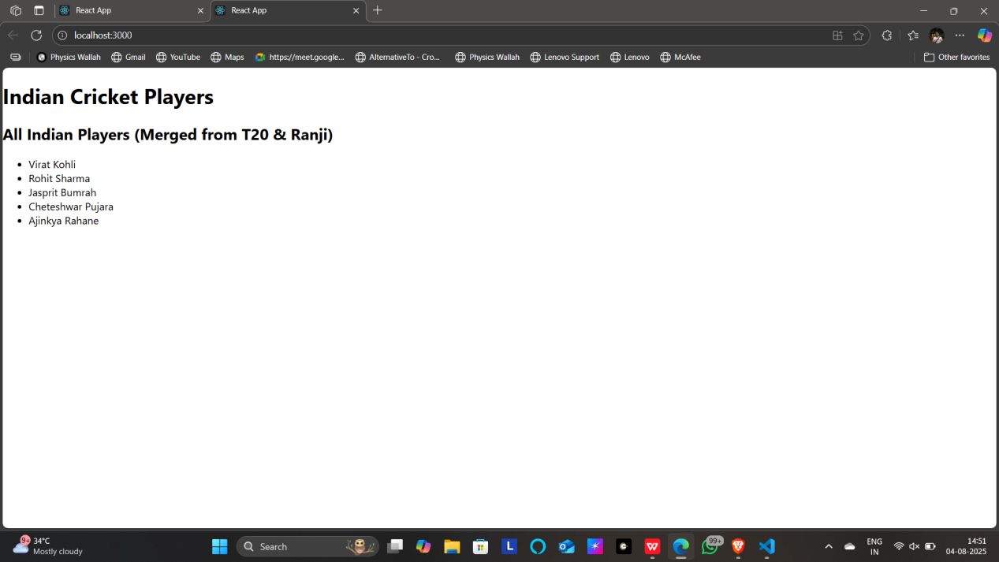 React App
React App
localhost:3000
Physics Wallah
Gmail
YouTube
Maps
https://meet.google...
AlternativeTo - Cro...
Physics Wallah
Lenovo Support
Lenovo
McAfee
Other favorites
Indian Cricket Players
All Indian Players (Merged from T20 & Ranji)
• Virat Kohli
• Rohit Sharma
• Jasprit Bumrah
• Cheteshwar Pujara
• Ajinkya Rahane
9+
34°C
Mostly cloudy
Search
L
C
W
99+
ENG
IN
14:51
04-08-2025